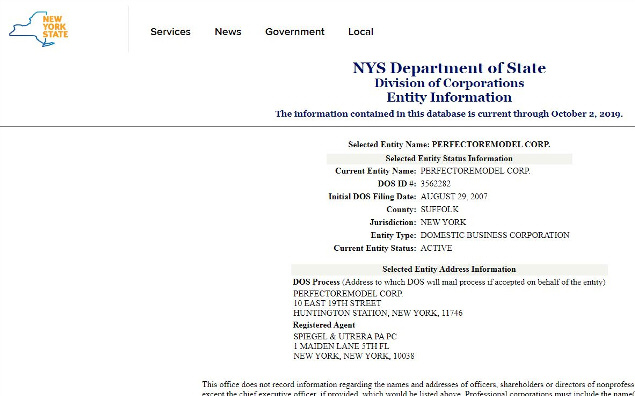 NEW
YORK
STATE
Services News Government Local
NYS Department of State
Division of Corporations
Entity Information
The information contained in this database is current through October 2, 2019.
Selected Entity Name: PERFECTOREMODEL CORP.
Selected Entity Status Information
Current Entity Name: PERFECTOREMODEL CORP.
DOS ID #: 3562282
Initial DOS Filing Date: AUGUST 29, 2007
County: SUFFOLK
Jurisdiction: NEW YORK
Entity Type: DOMESTIC BUSINESS CORPORATION
Current Entity Status: ACTIVE
Selected Entity Address Information
DOS Process (Address to which DOS will mail process if accepted on behalf of the entity)
PERFECTOREMODEL CORP.
10 EAST 19TH STREET
HUNTINGTON STATION, NEW YORK, 11746
Registered Agent
SPIEGEL & UTRERA PA PC
1 MAIDEN LANE 5TH FL
NEW YORK, NEW YORK, 10038
This office does not record information regarding the names and addresses of officers, shareholders or directors of nonprofess
except the chief executive officer, if provided, which would be listed above. Professional corporations must include the name(